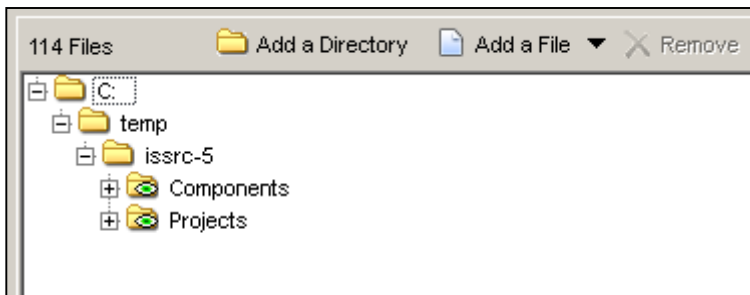 114 Files Add a Directory Add a File Remove
C:
temp
issrc-5
Components
Projects